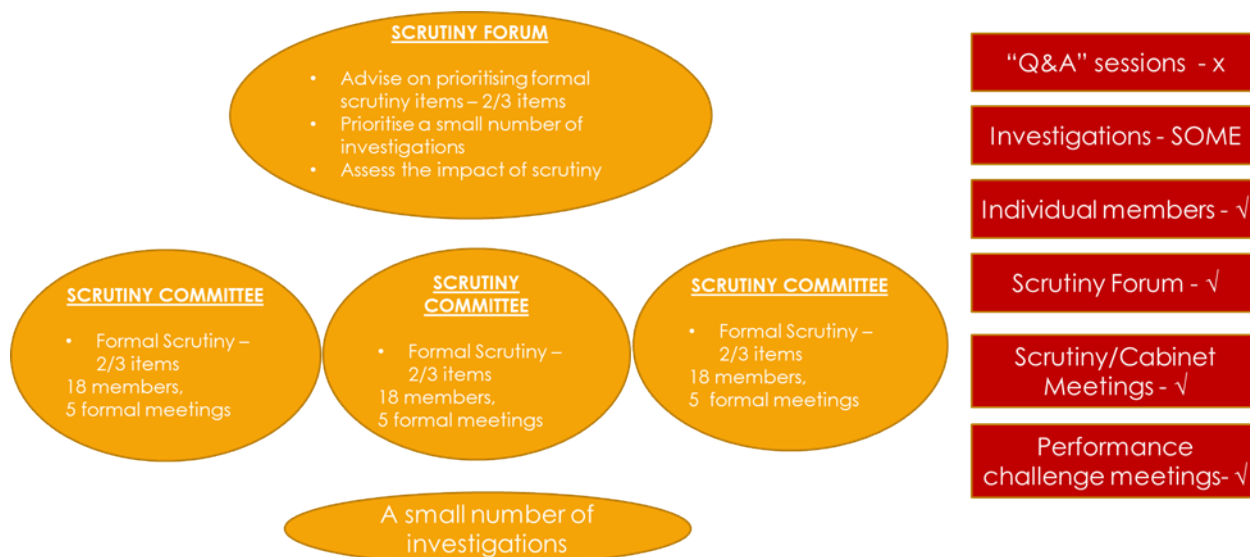 SCRUTINY FORUM
• Advise on prioritising formal
scrutiny items – 2/3 items
• Prioritise a small number of
investigations
• Assess the impact of scrutiny
SCRUTINY COMMITTEE
• Formal Scrutiny –
2/3 items
18 members,
5 formal meetings
SCRUTINY
COMMITTEE
• Formal Scrutiny –
2/3 items
18 members,
5 formal meetings
SCRUTINY COMMITTEE
• Formal Scrutiny –
2/3 items
18 members,
5 formal meetings
A small number of
investigations
“Q&A” sessions - x
Investigations - SOME
Individual members - √
Scrutiny Forum - √
Scrutiny/Cabinet
Meetings - √
Performance
challenge meetings- √